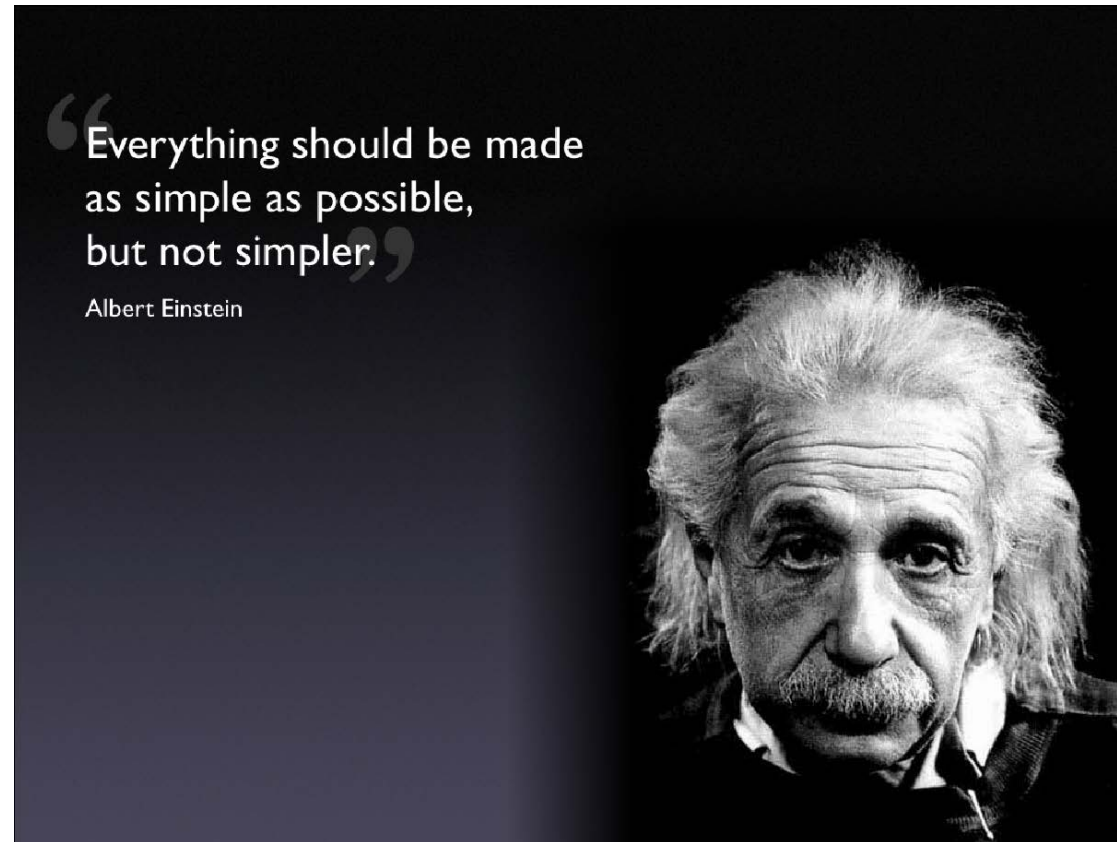 “Everything should be made
as simple as possible,
but not simpler.”
Albert Einstein